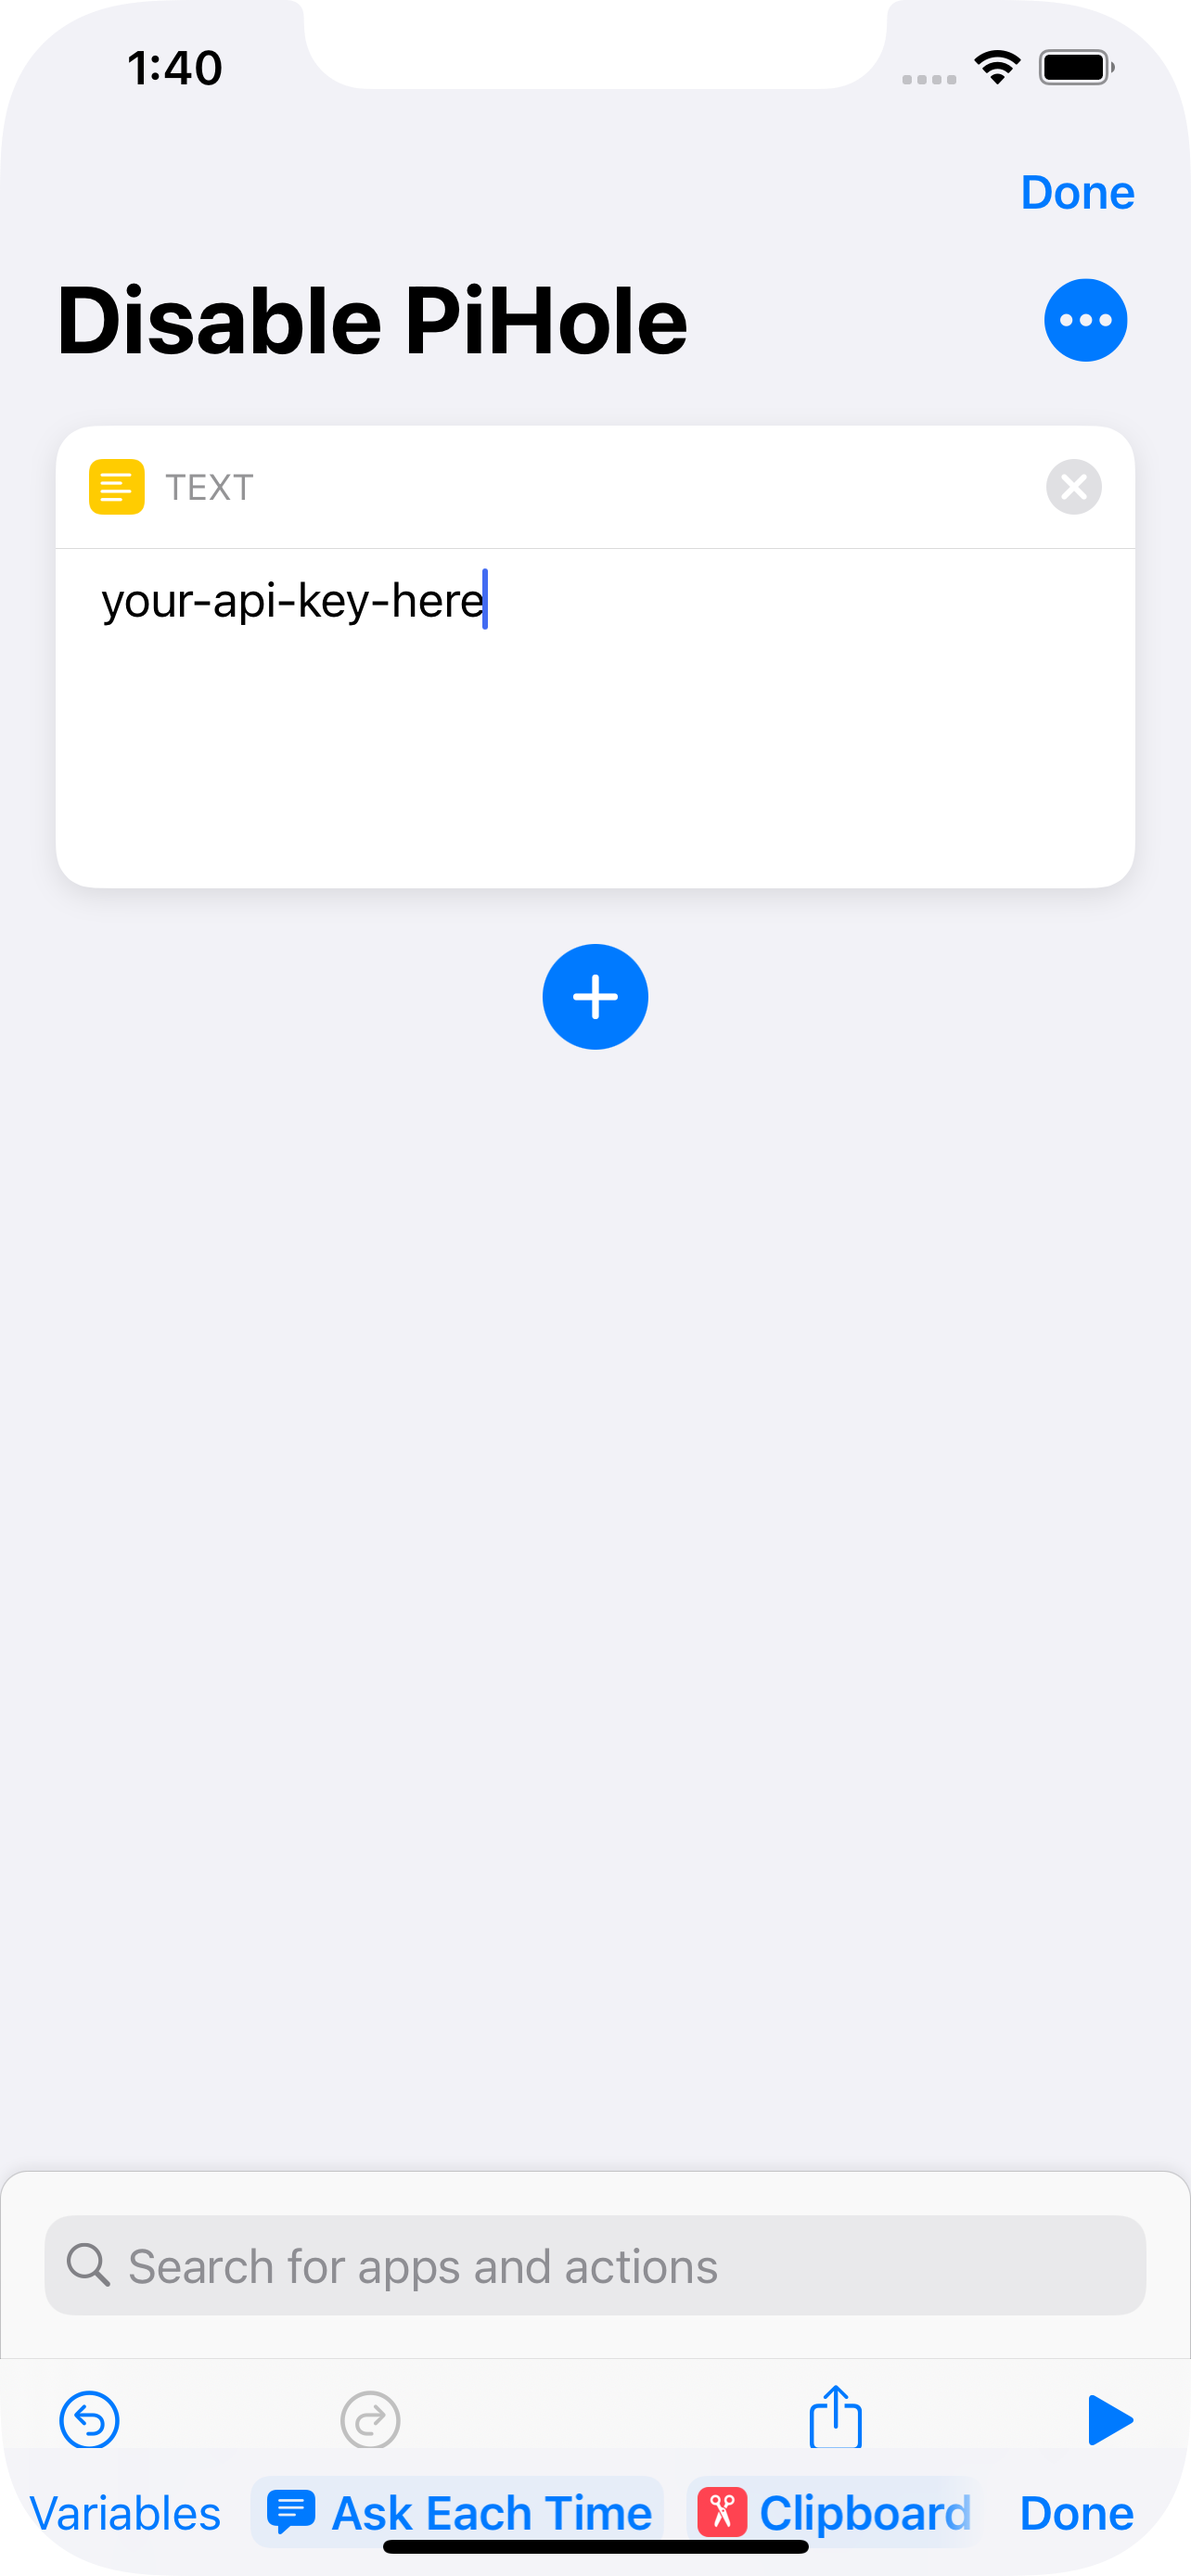 1:40
Done
Disable PiHole
TEXT
your-api-key-here
Search for apps and actions
Variables Ask Each Time Clipboard Done